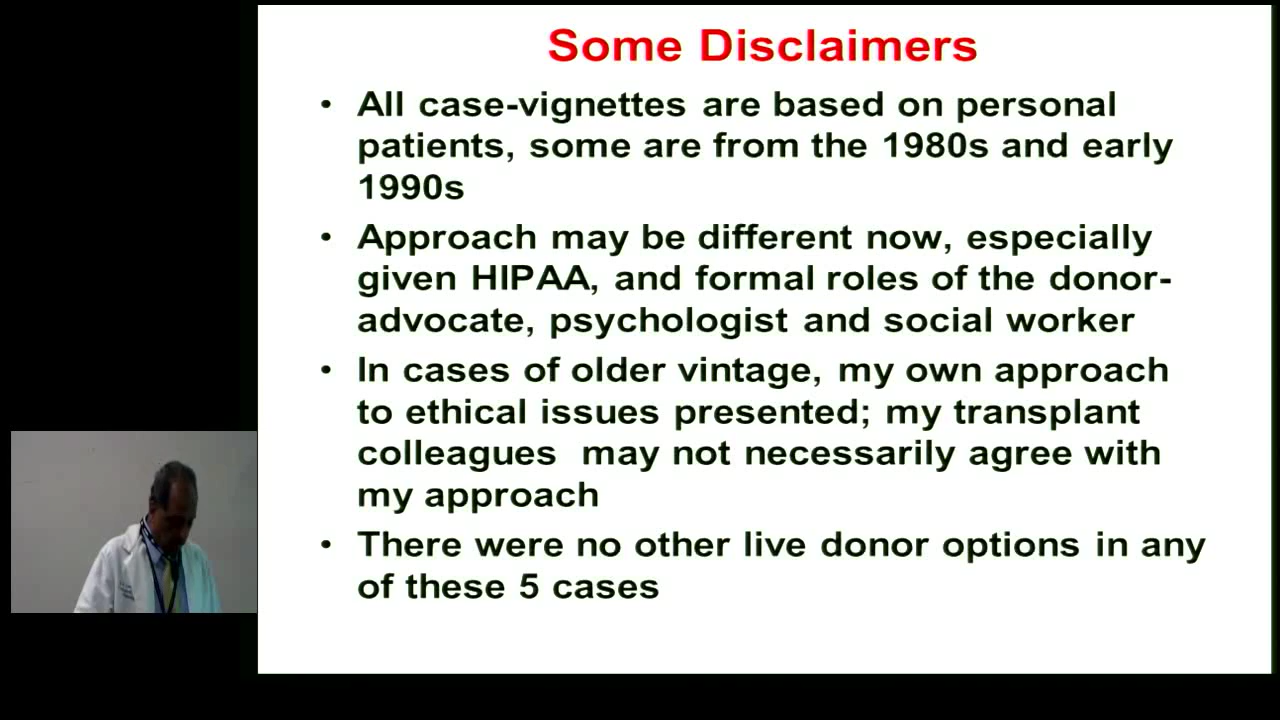 Some Disclaimers
• All case-vignettes are based on personal
patients, some are from the 1980s and early
1990s
• Approach may be different now, especially
given HIPAA, and formal roles of the donor-
advocate, psychologist and social worker
• In cases of older vintage, my own approach
to ethical issues presented; my transplant
colleagues may not necessarily agree with
my approach
• There were no other live donor options in any
of these 5 cases